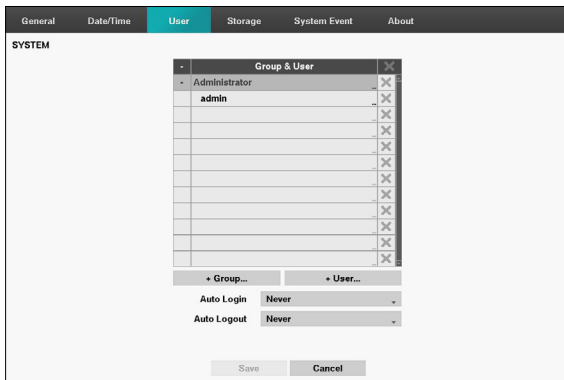 General Date/Time User Storage System Event About
SYSTEM
- Group & User
- Administrator ...
admin ...
+ Group... + User...
Auto Login Never
Auto Logout Never
Save Cancel